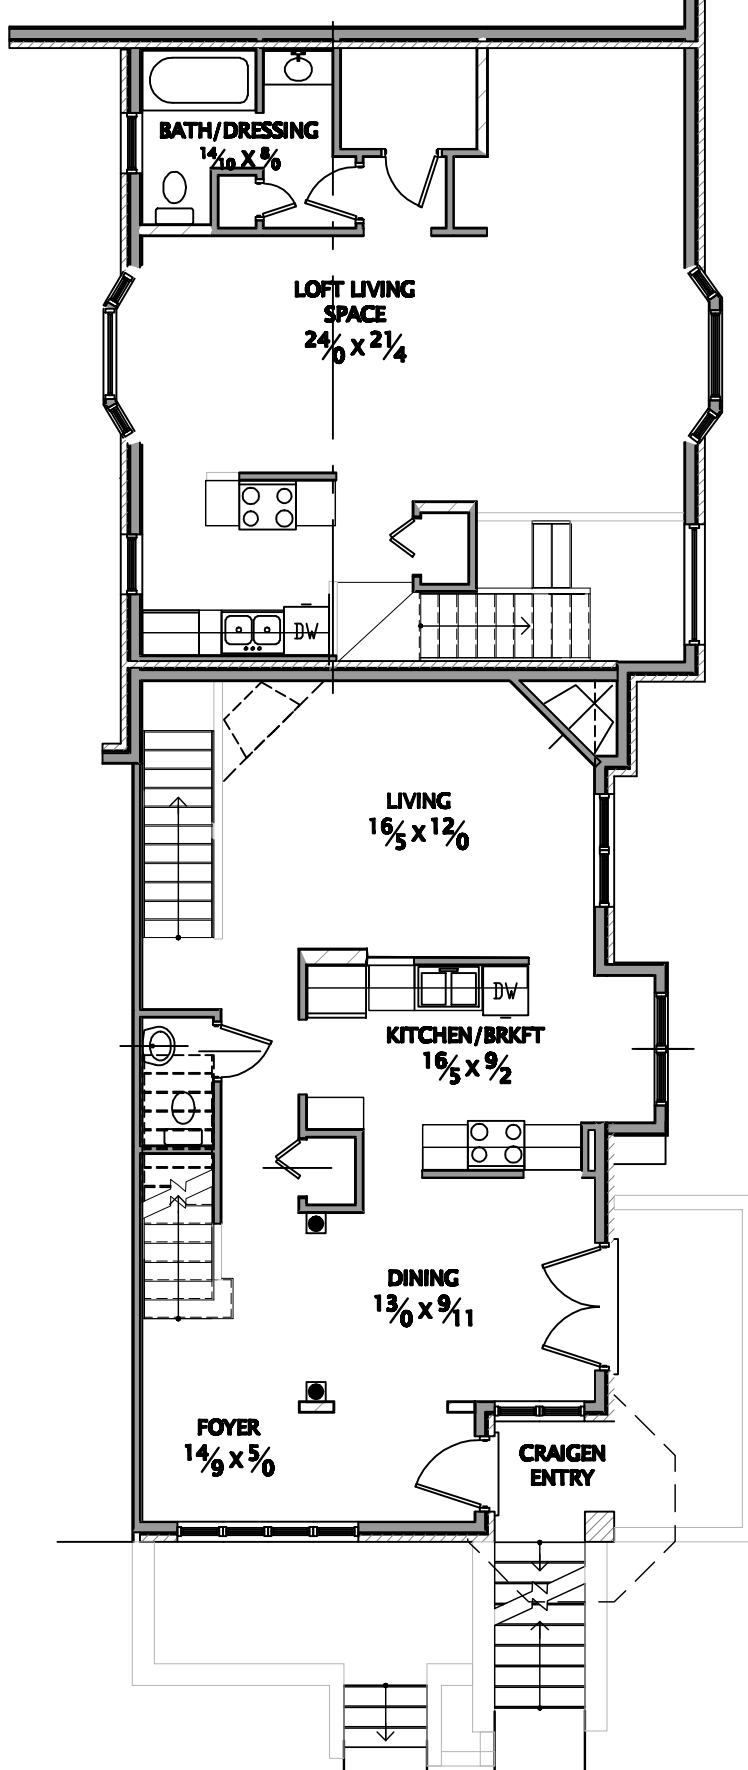 BATH/DRESSING
14/10 X 8/0
LOFT LIVING
SPACE
24/0 X 21/4
DW
LIVING
16/5 X 12/0
DW
KITCHEN/BRKFT
16/5 X 9/2
DINING
13/0 X 9/11
FOYER
14/9 X 5/0
CRAIGEN
ENTRY